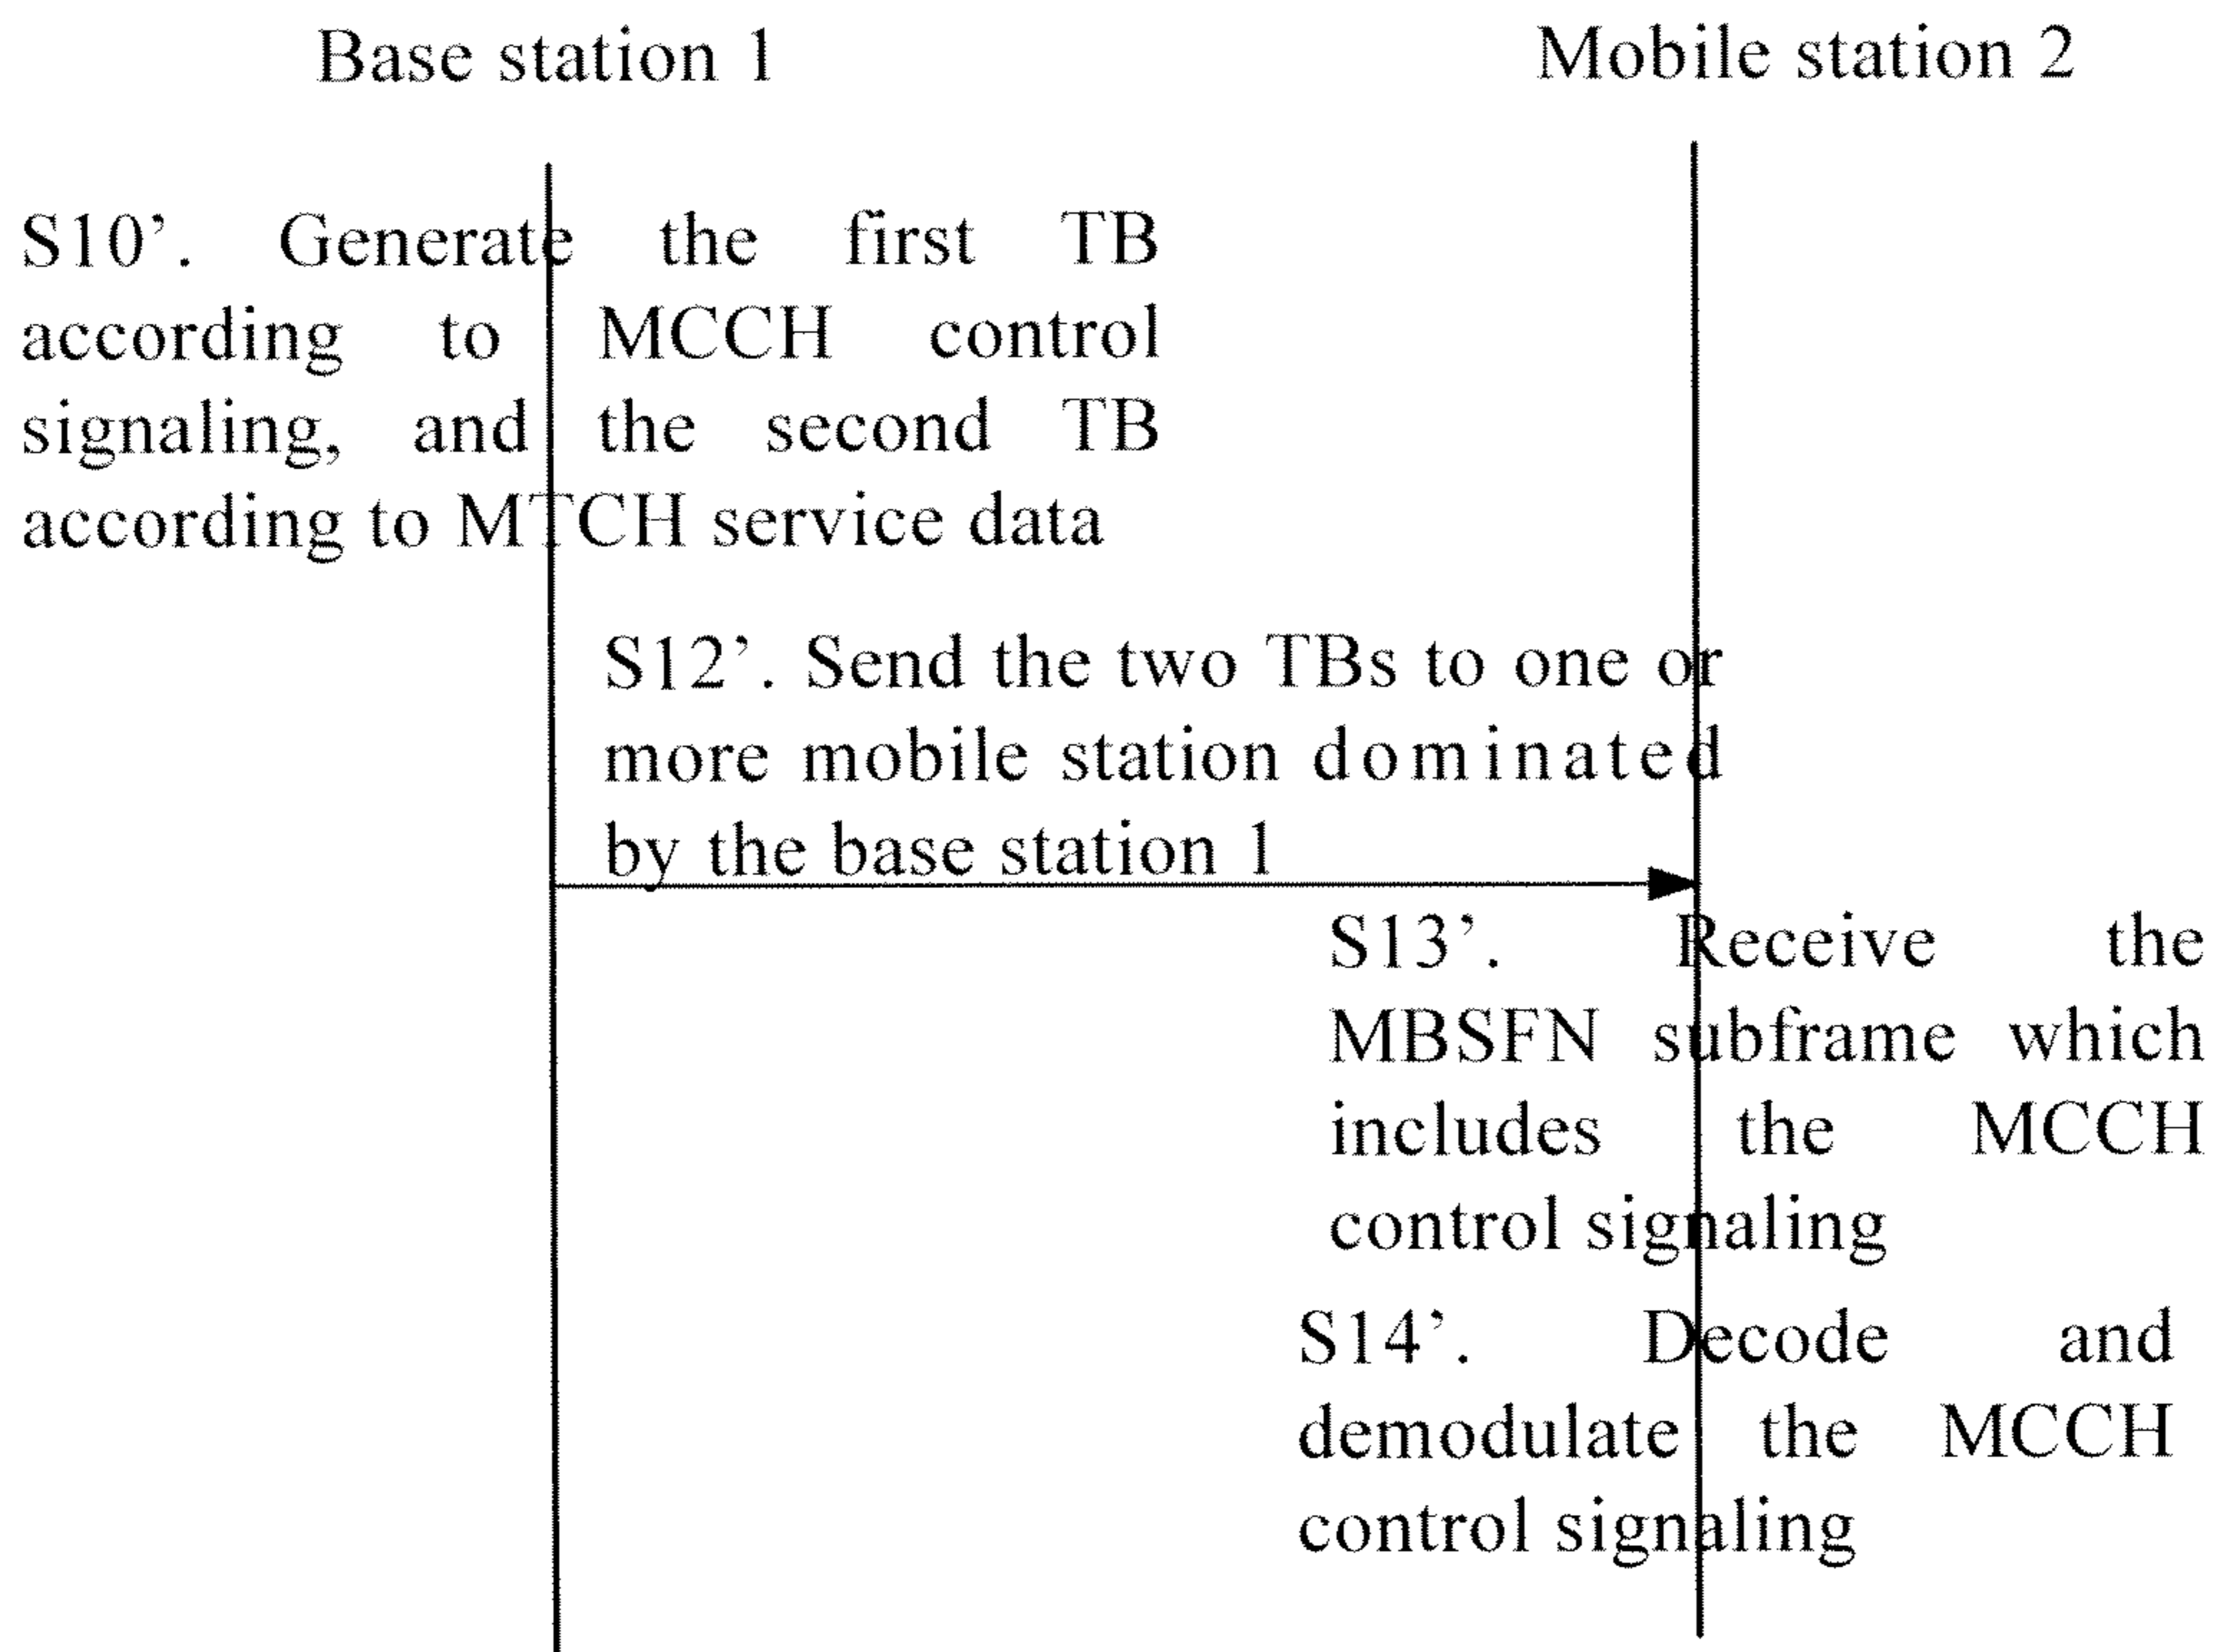 Base station 1
Mobile station 2
S10’. Generate the first TB
according to MCCH control
signaling, and the second TB
according to MTCH service data
S12’. Send the two TBs to one or
more mobile station dominated
by the base station 1
S13’. Receive the
MBSFN subframe which
includes the MCCH
control signaling
S14’. Decode and
demodulate the MCCH
control signaling